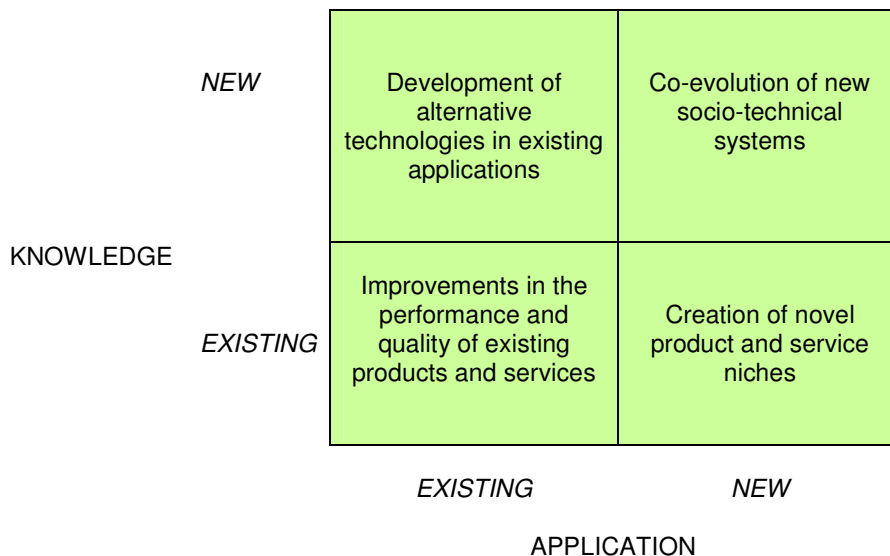 NEW
Development of
alternative
technologies in existing
applications
Co-evolution of new
socio-technical
systems
KNOWLEDGE
EXISTING
Improvements in the
performance and
quality of existing
products and services
Creation of novel
product and service
niches
EXISTING
NEW
APPLICATION